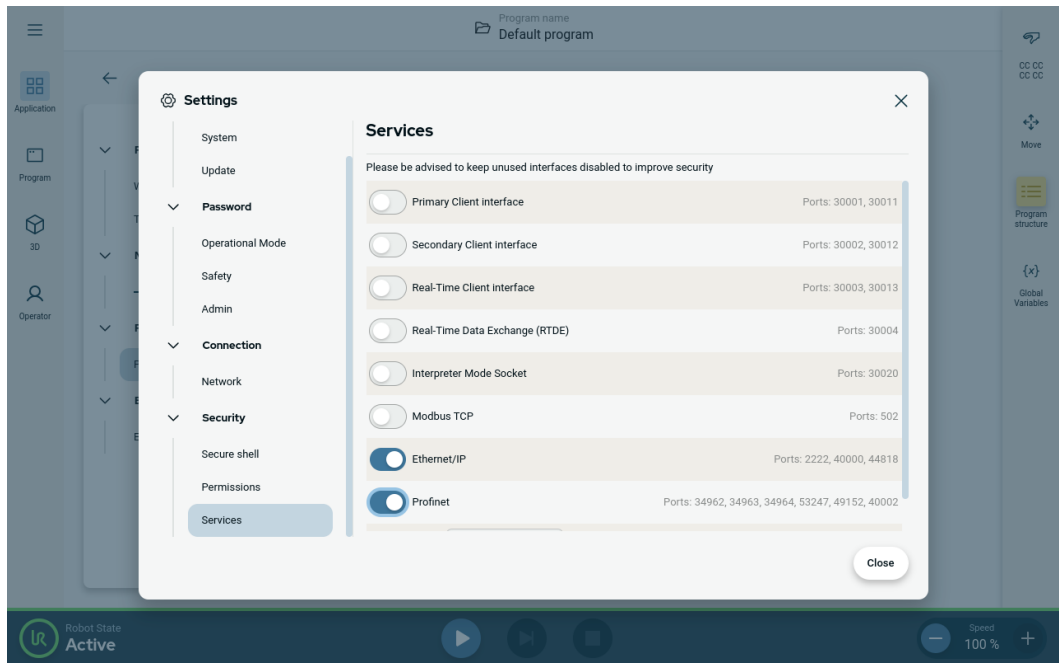 Program name
Default program
Application
Program
3D
Operator
Settings
System
Update
Password
Operational Mode
Safety
Admin
Connection
Network
Security
Secure shell
Permissions
Services
Services
Please be advised to keep unused interfaces disabled to improve security
Primary Client interface Ports: 30001, 30011
Secondary Client interface Ports: 30002, 30012
Real-Time Client interface Ports: 30003, 30013
Real-Time Data Exchange (RTDE) Ports: 30004
Interpreter Mode Socket Ports: 30020
Modbus TCP Ports: 502
Ethernet/IP Ports: 2222, 40000, 44818
Profinet Ports: 34962, 34963, 34964, 53247, 49152, 40002
Close
CC CC
CC CC
Move
Program
structure
{x}
Global
Variables
UR
Robot State
Active
Speed
100 %